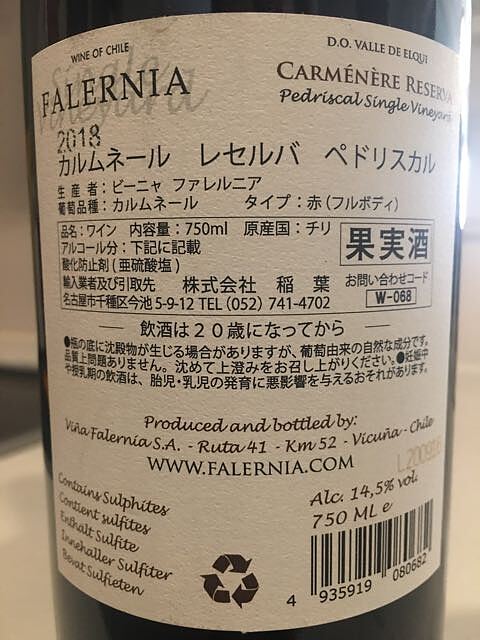 WINE OF CHILE
FALERNIA
Single Vineyard
2018
D.O. VALLE DE ELQUI
CARMÉNÈRE RESERVA
Pedriscal Single Vineyard
カルムネール レセルバ ペドリスカル
生産者:ビーニャ ファレルニア
葡萄品種:カルムネール タイプ:赤(フルボディ)
品名:ワイン 内容量:750ml 原産国:チリ
アルコール分:下記に記載
酸化防止剤(亜硫酸塩)
輸入業者及び引取先 株式会社 稲葉
名古屋市千種区今池5-9-12 TEL(052) 741-4702
果実酒
お問い合わせコード
W-068
飲酒は20歳になってから
●瓶の底に沈殿物が生じる場合がありますが、葡萄由来の自然な成分です。
品質上問題ありません。沈めて上澄みをお召し上がりください。●妊娠中
や授乳期の飲酒は、胎児・乳児の発育に悪影響を与えるおそれがあります。
Produced and bottled by:
Viña Falernia S.A. - Ruta 41 - Km 52 - Vicuña - Chile
WWW.FALERNIA.COM
Contains Sulphites
Contient sulfites
Enthalt Sulfite
Innehaller Sulfiter
Bevat Sulfieten
Alc. 14,5% vol.
750 ML e
4 935919 080682